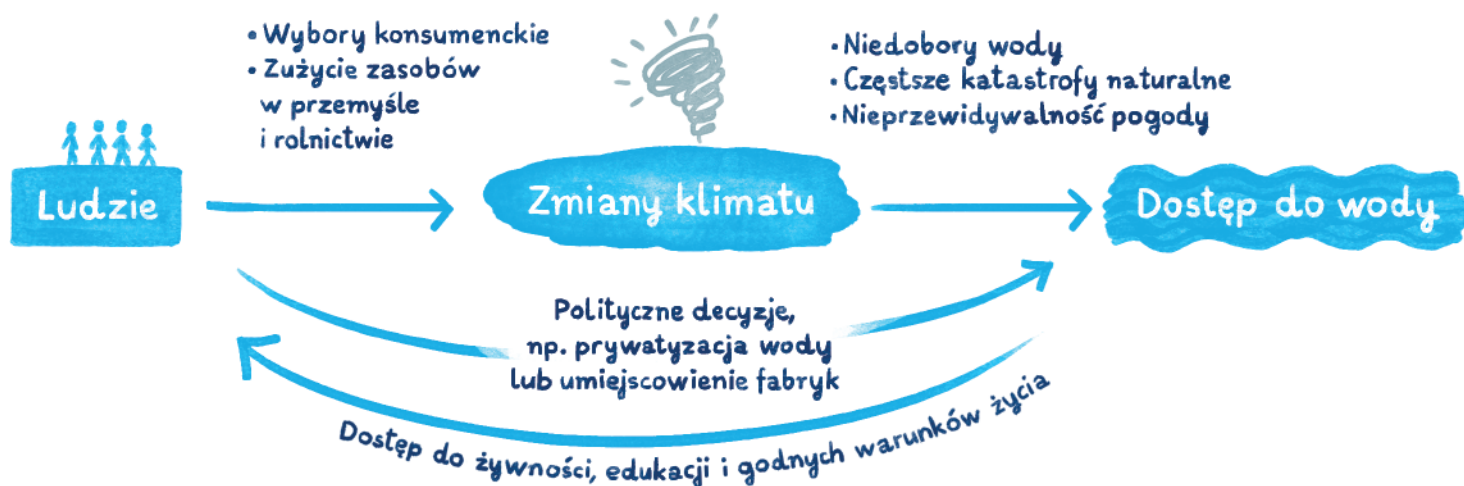 • Wybory konsumenckie
• Zużycie zasobów
w przemyśle
i rolnictwie
• Niedobory wody
• Częstsze katastrofy naturalne
• Nieprzewidywalność pogody
Ludzie
Zmiany klimatu
Dostęp do wody
Polityczne decyzje,
np. prywatyzacja wody
lub umiejscowienie fabryk
Dostęp do żywności, edukacji i godnych warunków życia